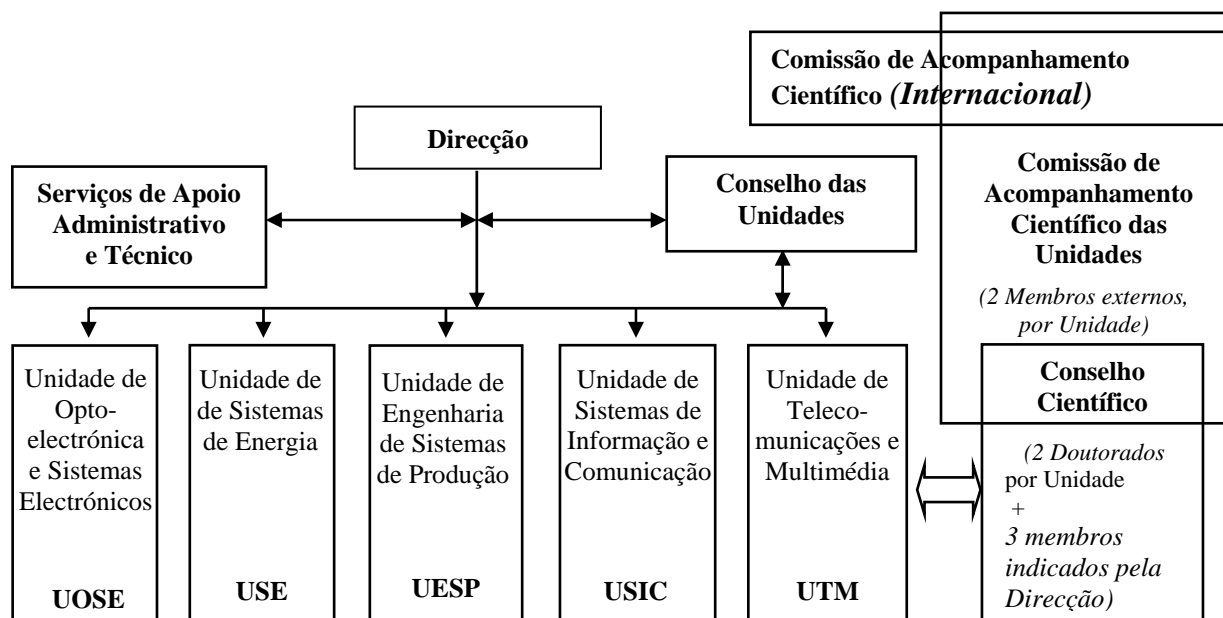 Comissão de Acompanhamento
Científico (Internacional)
Direcção
Serviços de Apoio
Administrativo
e Técnico
Conselho das
Unidades
Comissão de
Acompanhamento
Científico das
Unidades
(2 Membros externos,
por Unidade)
Unidade de
Opto-
electrónica
e Sistemas
Electrónicos
UOSE
Unidade de
de Sistemas
de Energia
USE
Unidade de
Engenharia
de Sistemas
de Produção
UESP
Unidade de
Sistemas de
Informação e
Comunicação
USIC
Unidade de
Teleco-
municações e
Multimédia
UTM
Conselho
Científico
(2 Doutorados
por Unidade
+
3 membros
indicados pela
Direcção)